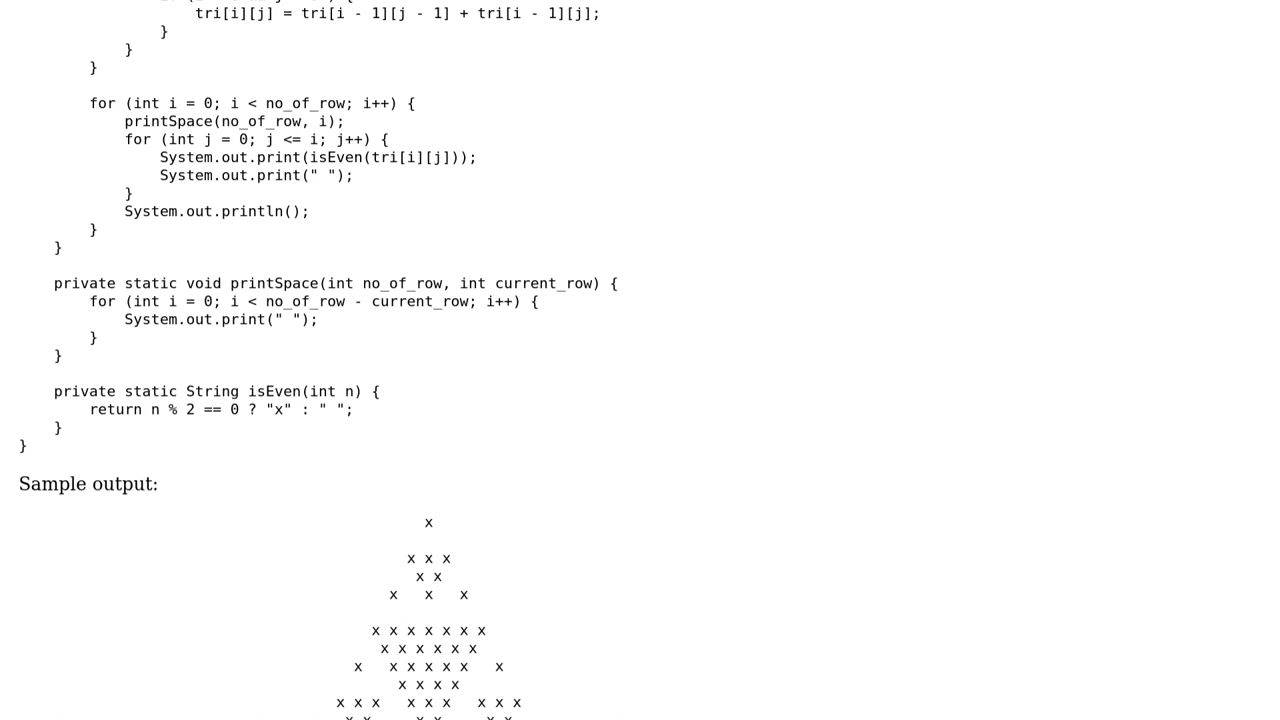 tri[i][j] = tri[i - 1][j - 1] + tri[i - 1][j];
                }
            }
        }

        for (int i = 0; i < no_of_row; i++) {
            printSpace(no_of_row, i);
            for (int j = 0; j <= i; j++) {
                System.out.print(isEven(tri[i][j]));
                System.out.print(" ");
            }
            System.out.println();
        }
    }

    private static void printSpace(int no_of_row, int current_row) {
        for (int i = 0; i < no_of_row - current_row; i++) {
            System.out.print(" ");
        }
    }

    private static String isEven(int n) {
        return n % 2 == 0 ? "x" : " ";
    }
}
Sample output:
x
x x x
x x
x   x   x
x x x x x x x
x x x x x x
x   x x x x x   x
x x x x
x x x   x x x   x x x
x x     x x     x x